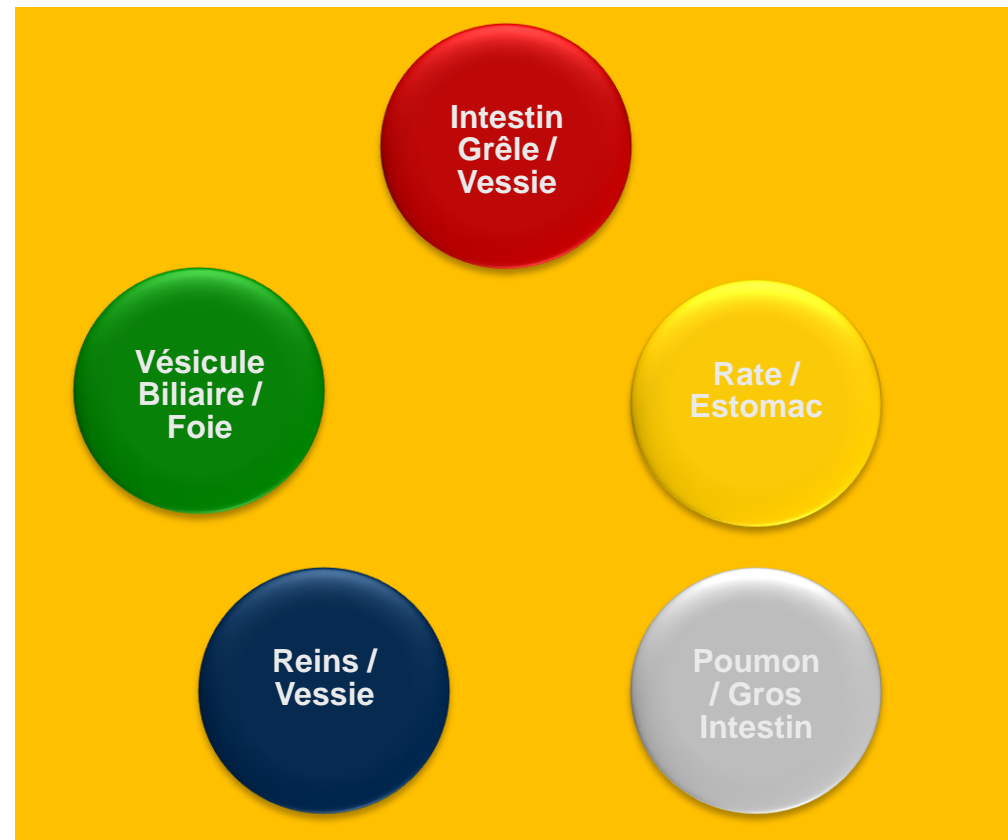 Intestin
Grêle /
Vessie
Vésicule
Biliaire /
Foie
Rate /
Estomac
Reins /
Vessie
Poumon
/ Gros
Intestin